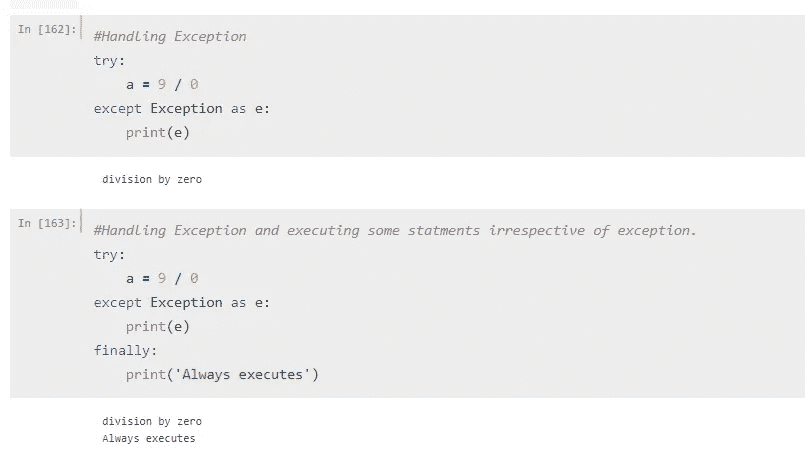 In [162]:
#Handling Exception
try:
    a = 9 / 0
except Exception as e:
    print(e)
division by zero
In [163]:
#Handling Exception and executing some statments irrespective of exception.
try:
    a = 9 / 0
except Exception as e:
    print(e)
finally:
    print('Always executes')
division by zero
Always executes